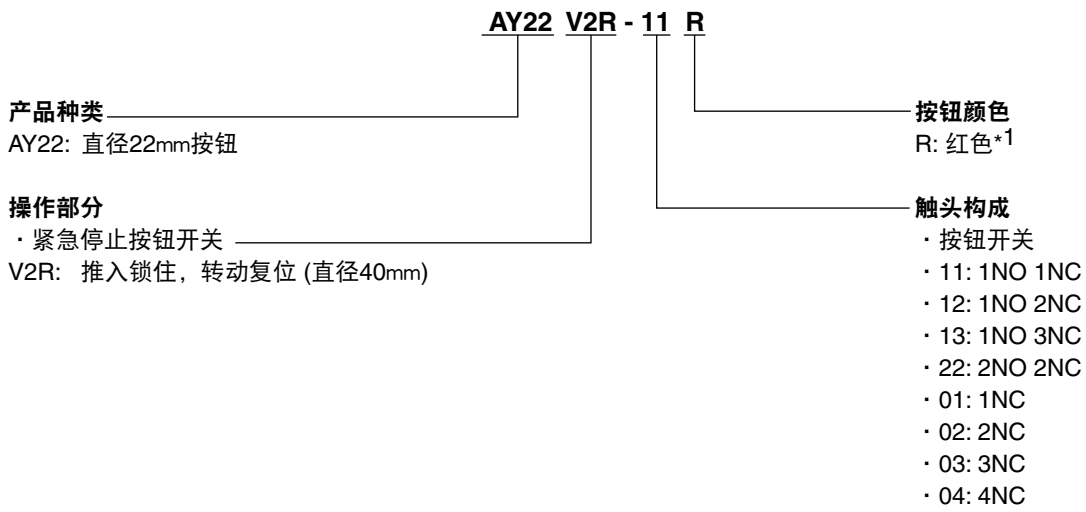 AY22 V2R - 11 R
产品种类
AY22: 直径22mm按钮
操作部分
・紧急停止按钮开关
V2R: 推入锁住，转动复位 (直径40mm)
按钮颜色
R: 红色*1
触头构成
・按钮开关
・11: 1NO 1NC
・12: 1NO 2NC
・13: 1NO 3NC
・22: 2NO 2NC
・01: 1NC
・02: 2NC
・03: 3NC
・04: 4NC